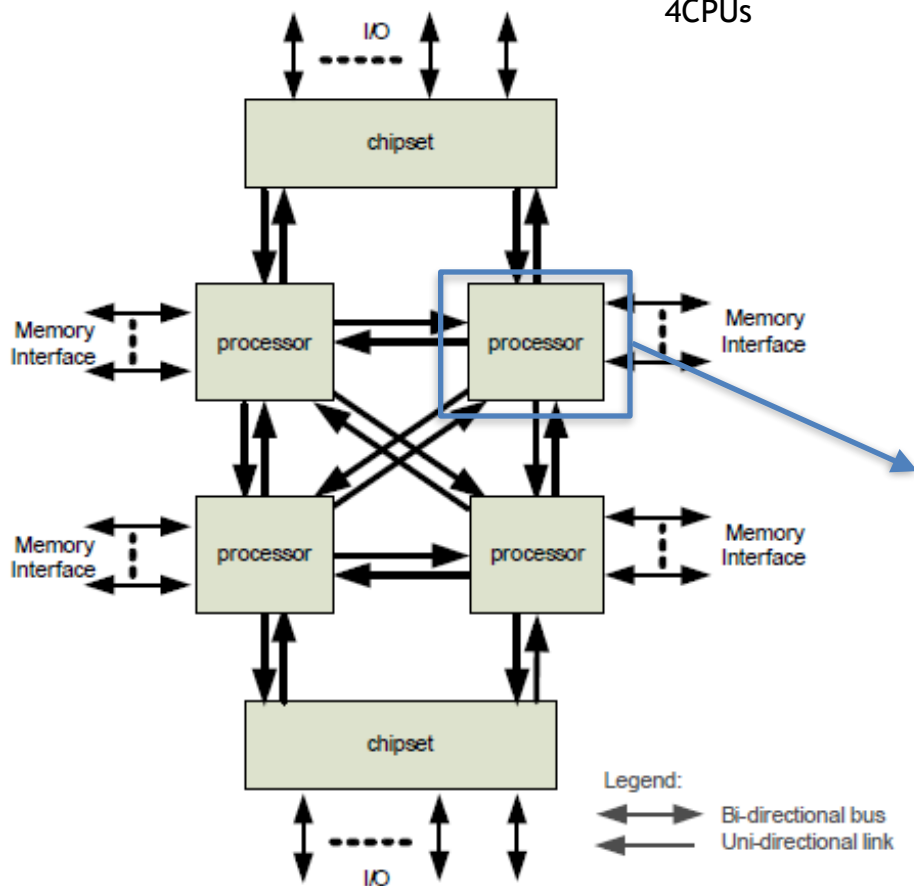 4CPUs
I/O
chipset
processor
processor
Memory
Interface
Memory
Interface
processor
processor
Memory
Interface
Memory
Interface
chipset
Legend:
Bi-directional bus
Uni-directional link
I/O